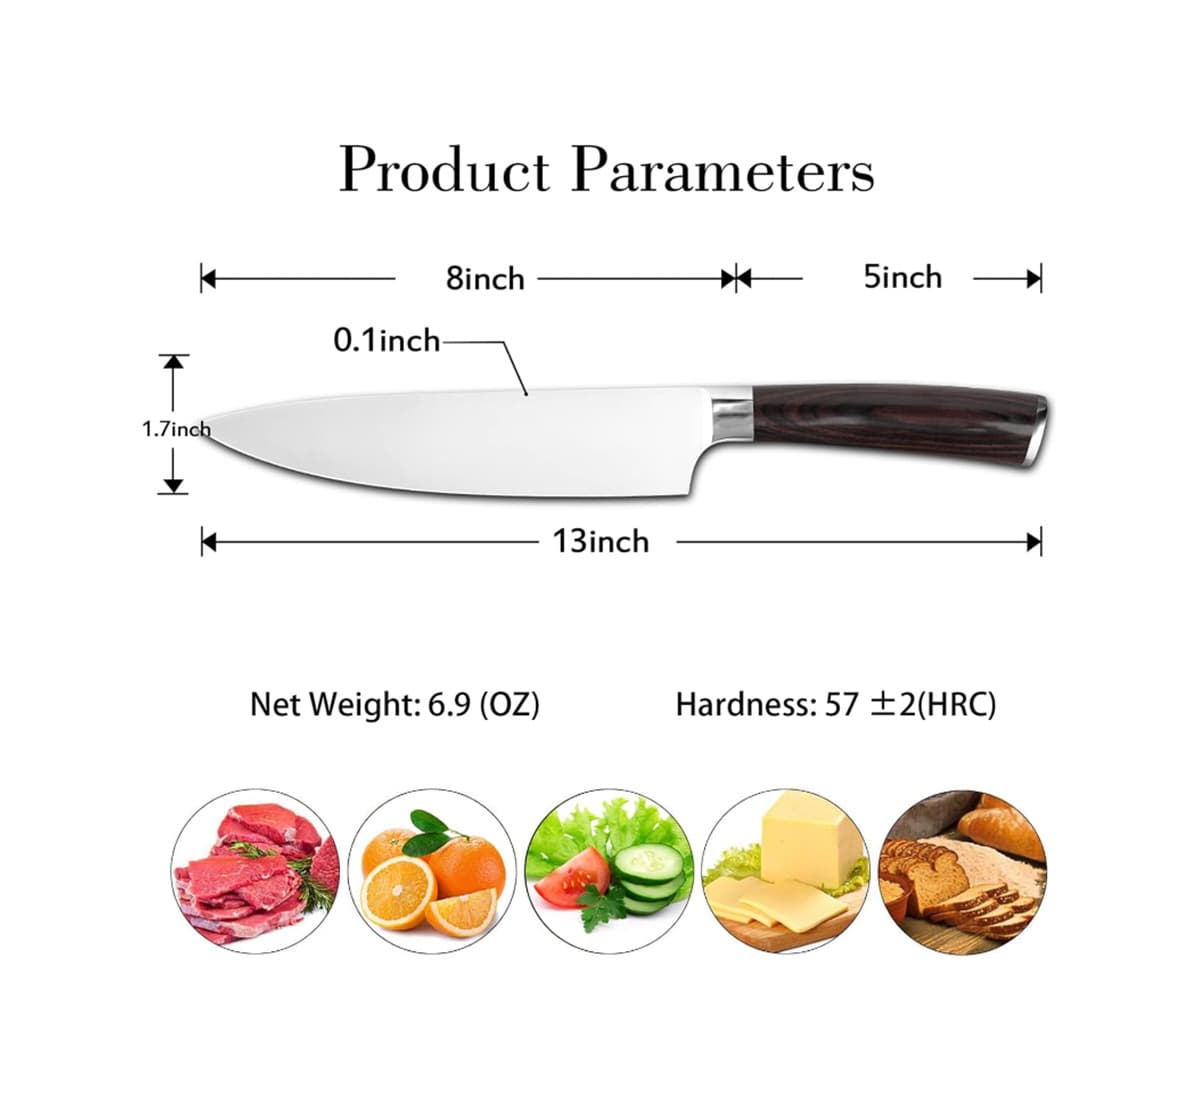 Product Parameters
8inch
5inch
0.1inch
1.7inch
13inch
Net Weight: 6.9 (OZ)
Hardness: 57 ±2(HRC)